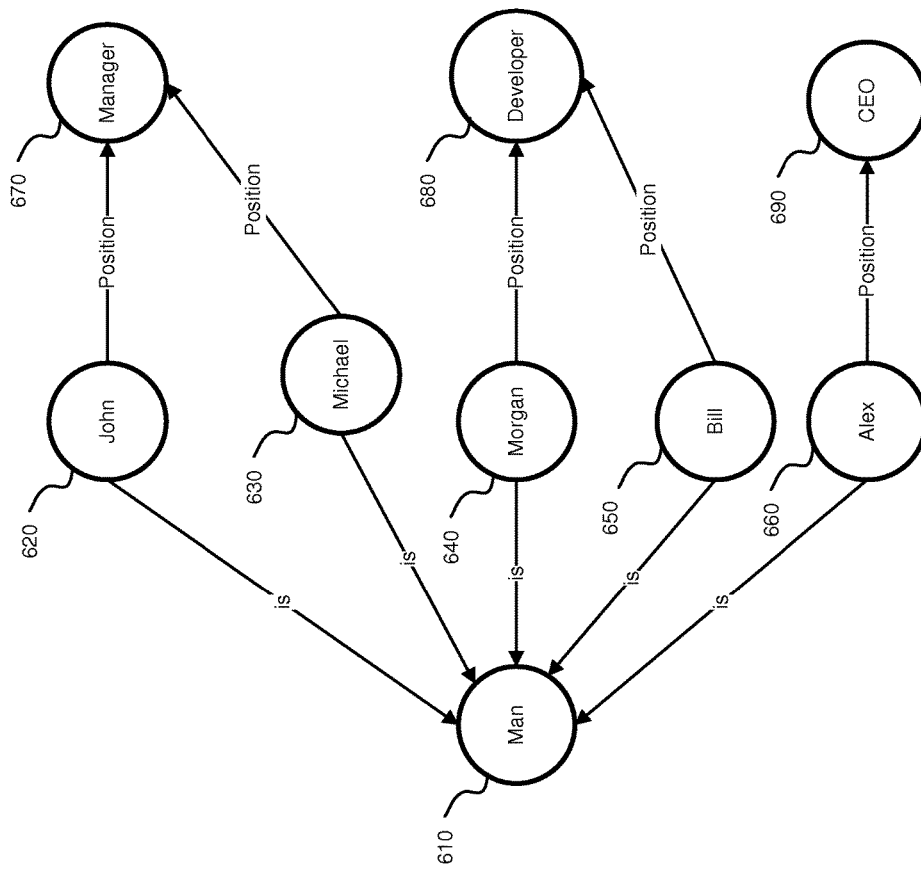 Manager
670
Position
John
620
Position
Michael
630
is
is
Man
610
Developer
680
Position
Morgan
640
is
Position
Bill
650
is
CEO
690
Position
Alex
660
is